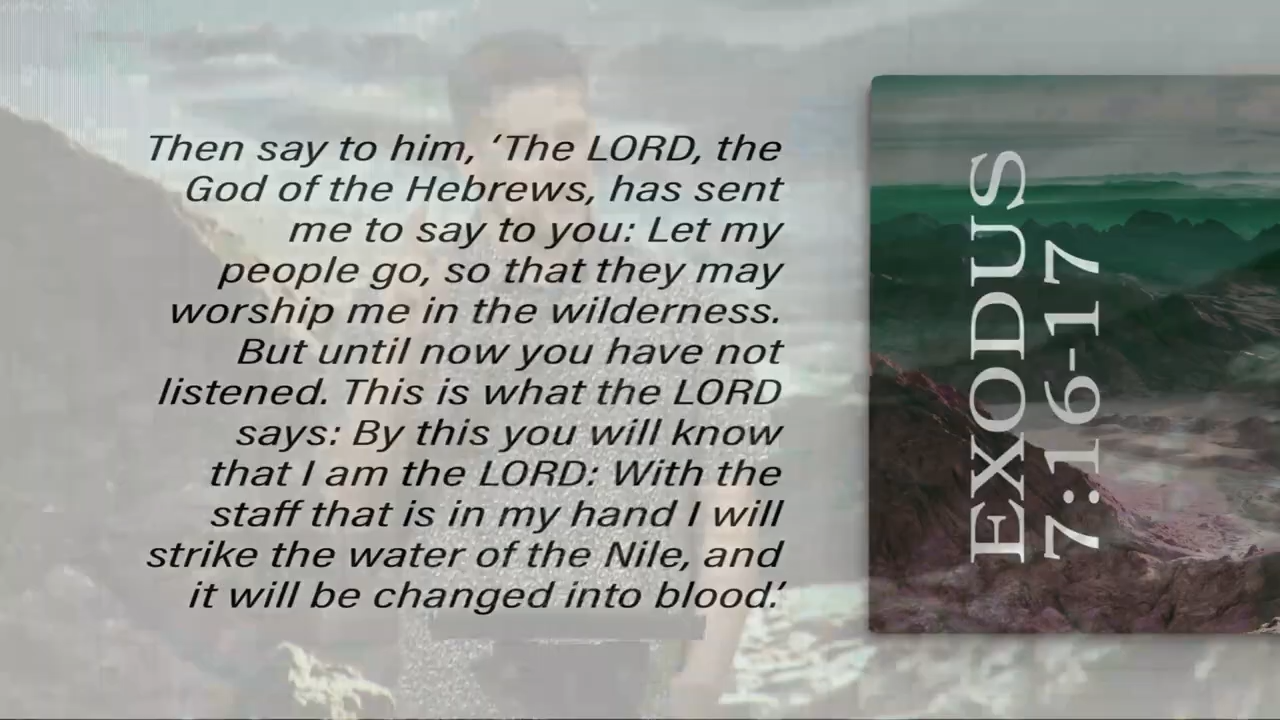 Then say to him, ‘The LORD, the
God of the Hebrews, has sent
me to say to you: Let my
people go, so that they may
worship me in the wilderness.
But until now you have not
listened. This is what the LORD
says: By this you will know
that I am the LORD: With the
staff that is in my hand I will
strike the water of the Nile, and
it will be changed into blood.’
EXODUS
7:16-17